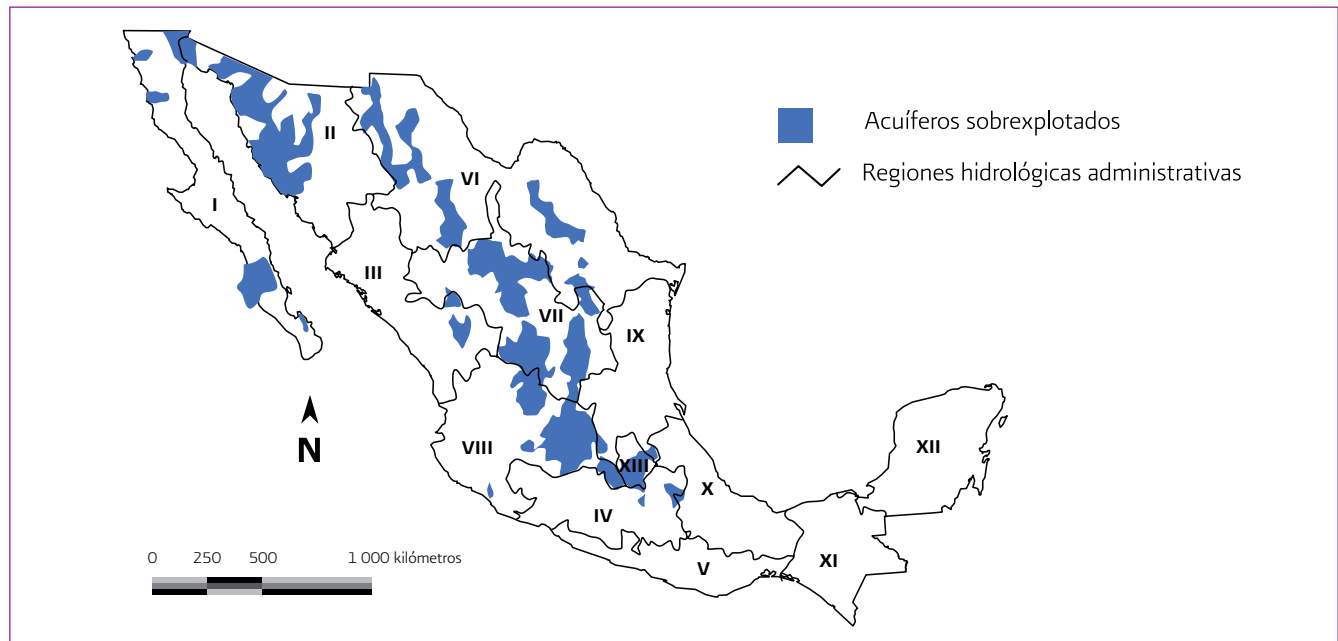 Acuíferos sobrexplotados
Regiones hidrológicas administrativas
II
VI
I
III
VII
IX
N
VIII
XIII
XII
X
IV
XI
V
0 250 500 1 000 kilómetros